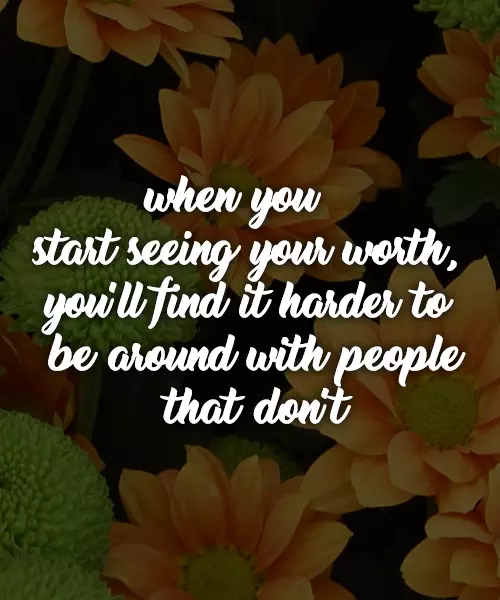 when you
start seeing your worth,
you'll find it harder to
be around with people
that don't